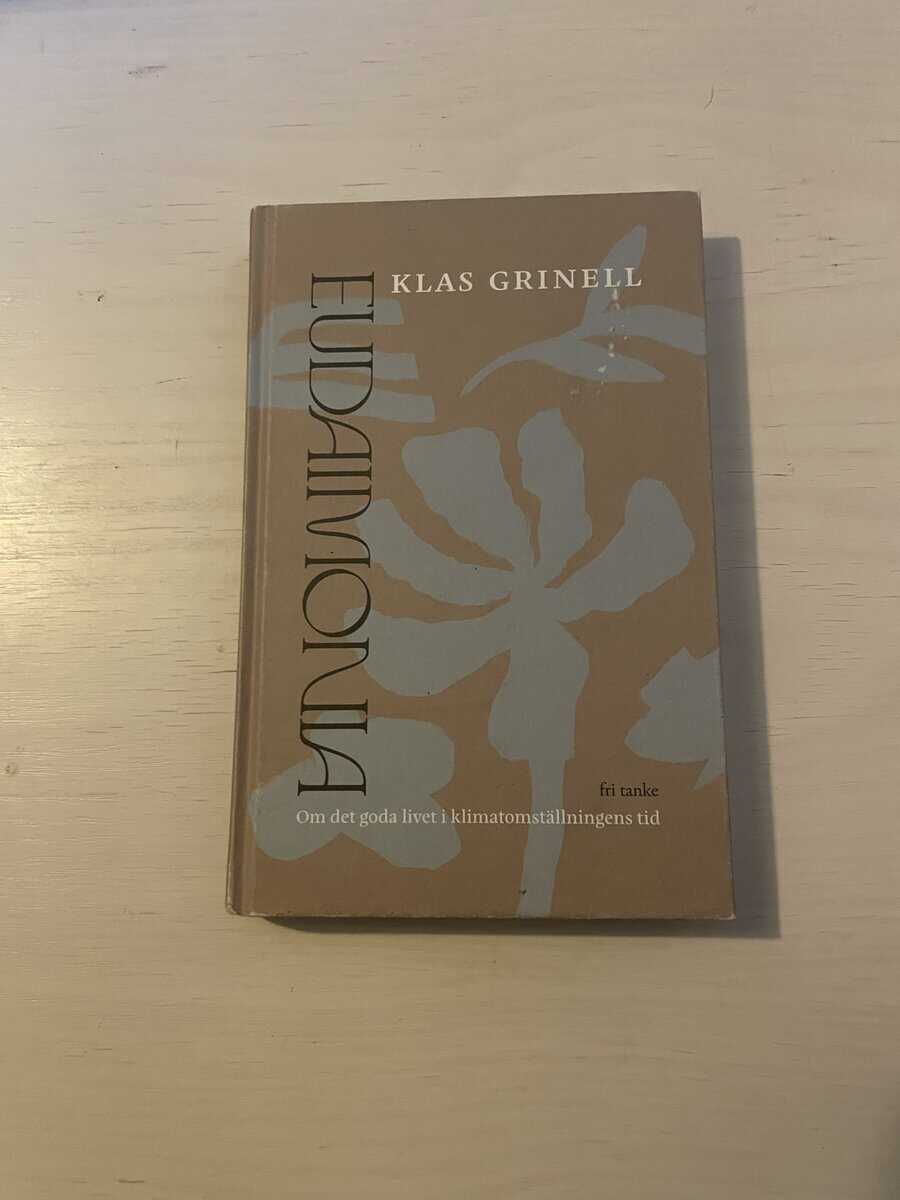 KLAS GRINELL
EUDAIMONIA
fri tanke
Om det goda livet i klimatomställningens tid